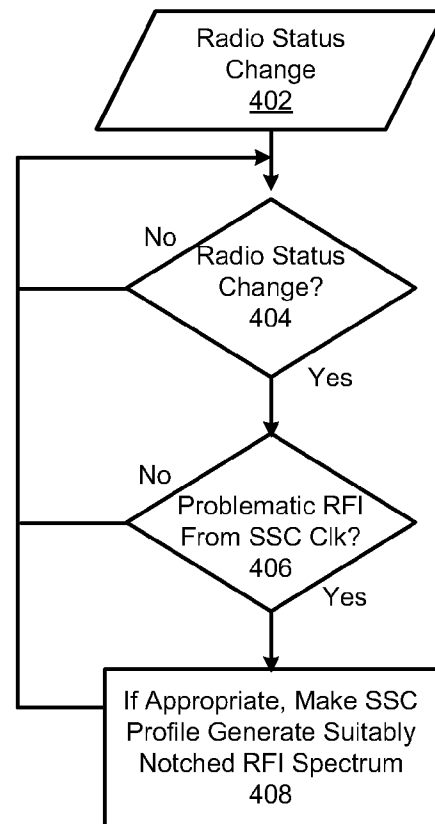 Radio Status
Change
402
No
Radio Status
Change?
404
Yes
No
Problematic RFI
From SSC Clk?
406
Yes
If Appropriate, Make SSC
Profile Generate Suitably
Notched RFI Spectrum
408